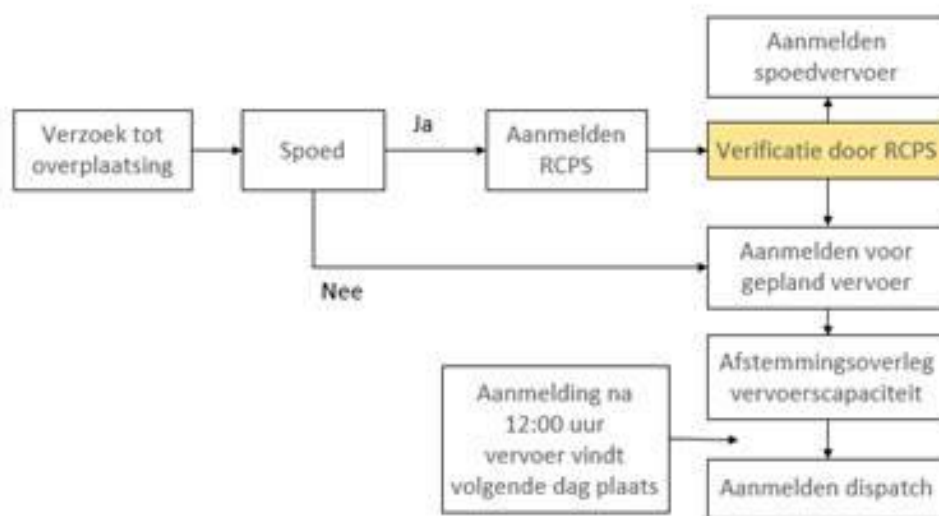 Aanmelden
spoedvervoer
Verzoek tot
overplaatsing
Spoed
Ja
Aanmelden
RCPS
Verificatie door RCPS
Nee
Aanmelden voor
gepland vervoer
Afstemmingsoverleg
vervoerscapaciteit
Aanmelding na
12:00 uur
vervoer vindt
volgende dag plaats
Aanmelden dispatch